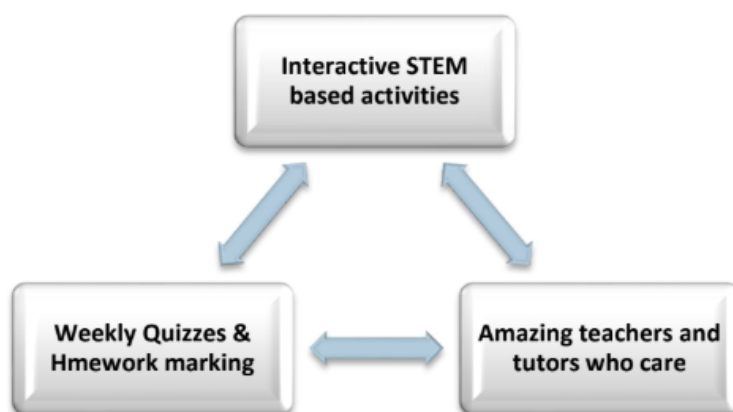 Interactive STEM
based activities
Weekly Quizzes &
Hmework marking
Amazing teachers and
tutors who care